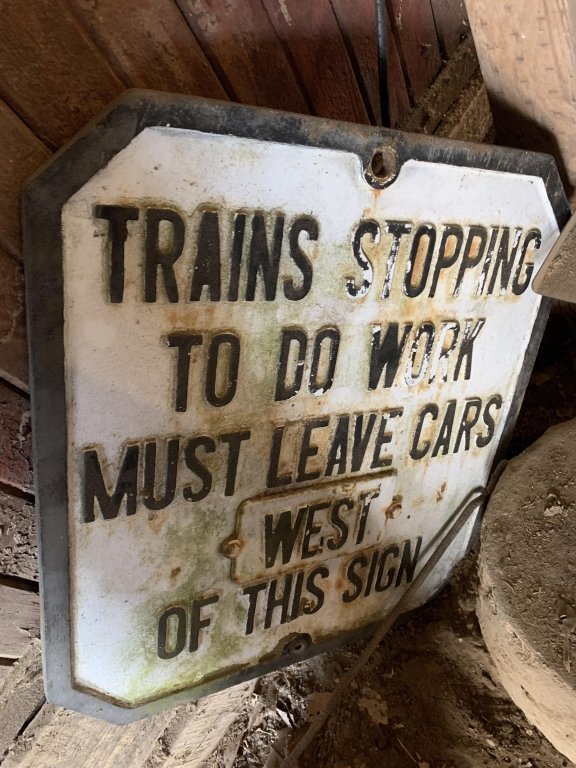 TRAINS STOPPING
TO DO WORK
MUST LEAVE CARS
WEST
OF THIS SIGN